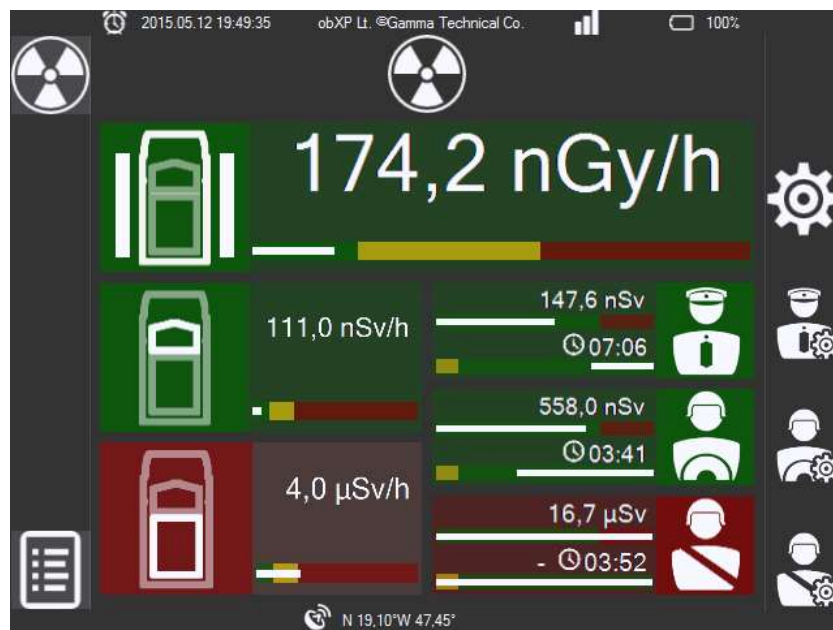 2015.05.12 19:49:35 obXP Lt. ©Gamma Technical Co. 100%
174,2 nGy/h
111,0 nSv/h
147,6 nSv
07:06
558,0 nSv
03:41
4,0 µSv/h
16,7 µSv
- 03:52
N 19,10°W 47,45°